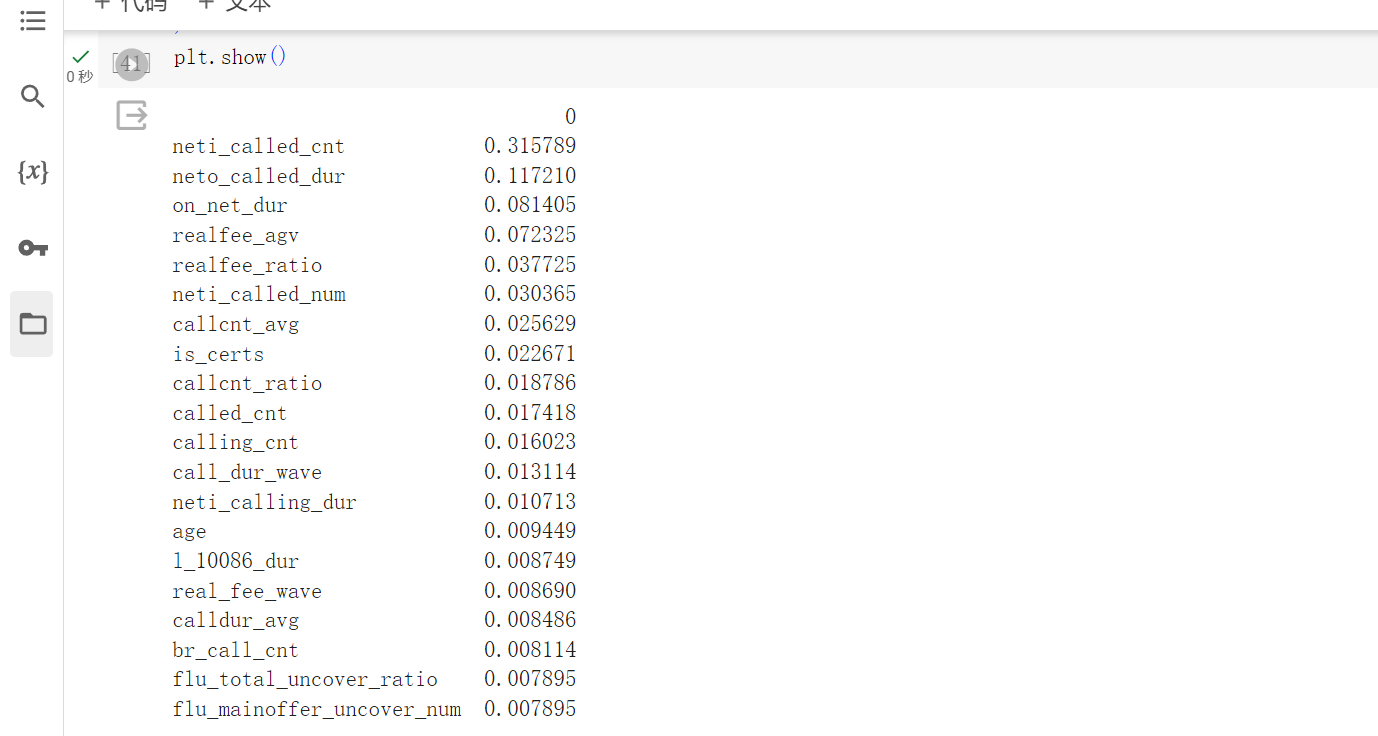 + 代码 + 文本
plt.show()
[41]
0 秒
{x}
0
neti_called_cnt 0.315789
neto_called_dur 0.117210
on_net_dur 0.081405
realfee_agv 0.072325
realfee_ratio 0.037725
neti_called_num 0.030365
callcnt_avg 0.025629
is_certs 0.022671
callcnt_ratio 0.018786
called_cnt 0.017418
calling_cnt 0.016023
call_dur_wave 0.013114
neti_calling_dur 0.010713
age 0.009449
l_10086_dur 0.008749
real_fee_wave 0.008690
calldur_avg 0.008486
br_call_cnt 0.008114
flu_total_uncover_ratio 0.007895
flu_mainoffer_uncover_num 0.007895